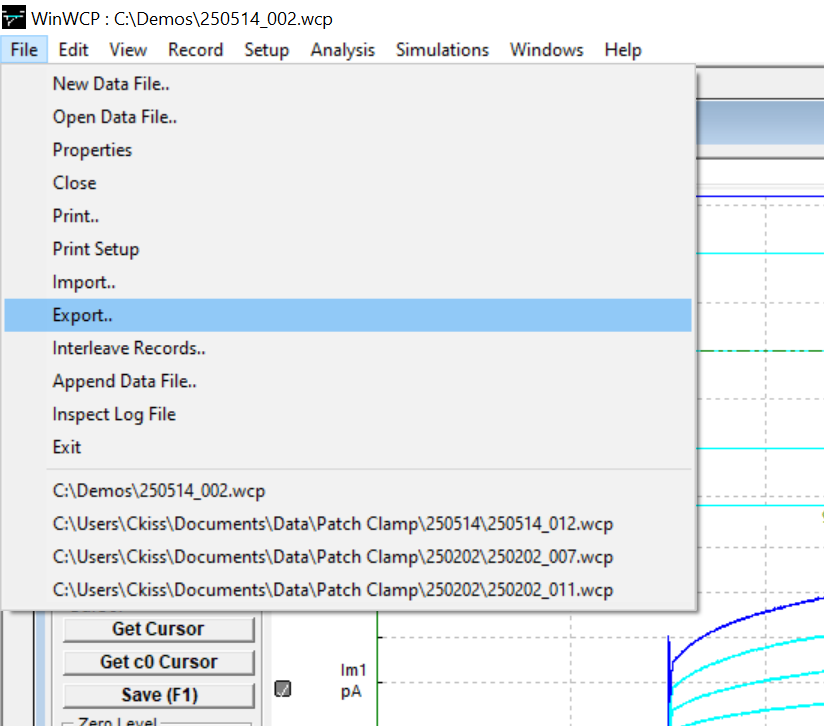 WinWCP : C:\Demos\250514_002.wcp
File Edit View Record Setup Analysis Simulations Windows Help
New Data File..
Open Data File..
Properties
Close
Print..
Print Setup
Import..
Export..
Interleave Records..
Append Data File..
Inspect Log File
Exit
C:\Demos\250514_002.wcp
C:\Users\Ckiss\Documents\Data\Patch Clamp\250514\250514_012.wcp
C:\Users\Ckiss\Documents\Data\Patch Clamp\250202\250202_007.wcp
C:\Users\Ckiss\Documents\Data\Patch Clamp\250202\250202_011.wcp
Get Cursor
Get c0 Cursor
Save (F1)
Im1
pA
Zero Level